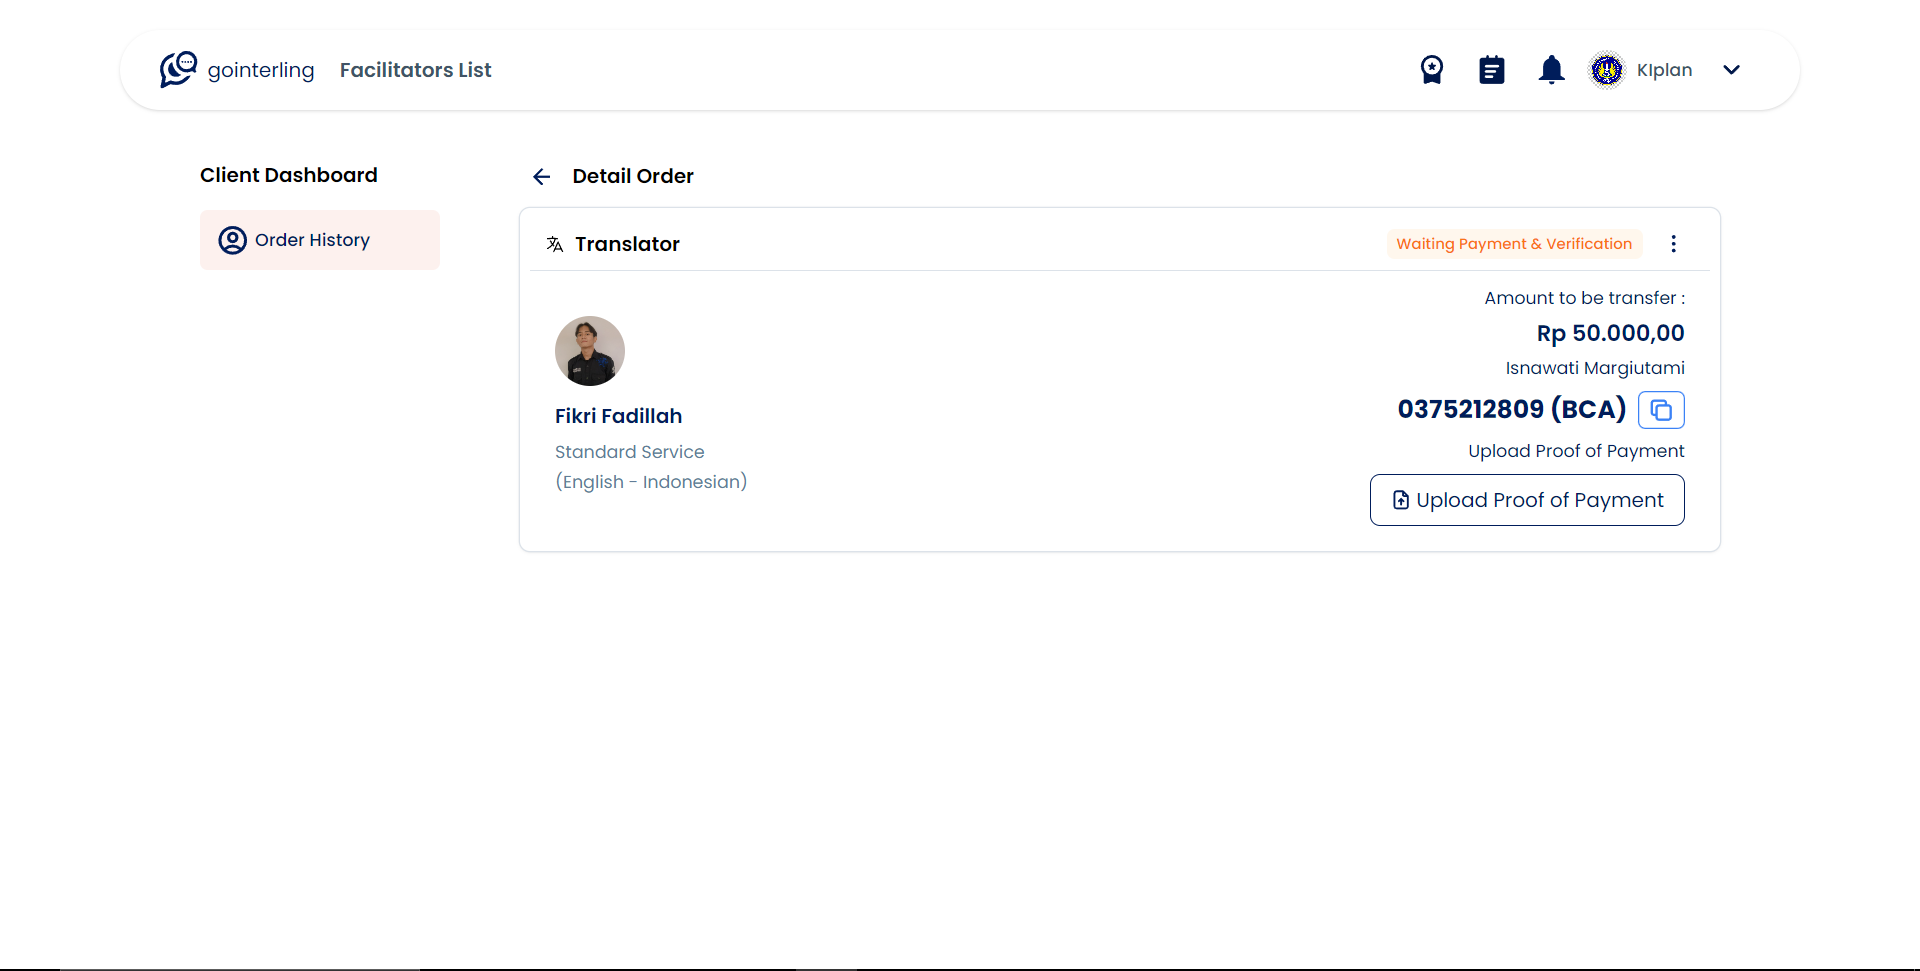 gointerling
Facilitators List
KIplan
Client Dashboard
Order History
Detail Order
Translator
Waiting Payment & Verification
Fikri Fadillah
Standard Service
(English - Indonesian)
Amount to be transfer :
Rp 50.000,00
Isnawati Margiutami
0375212809 (BCA)
Upload Proof of Payment
Upload Proof of Payment